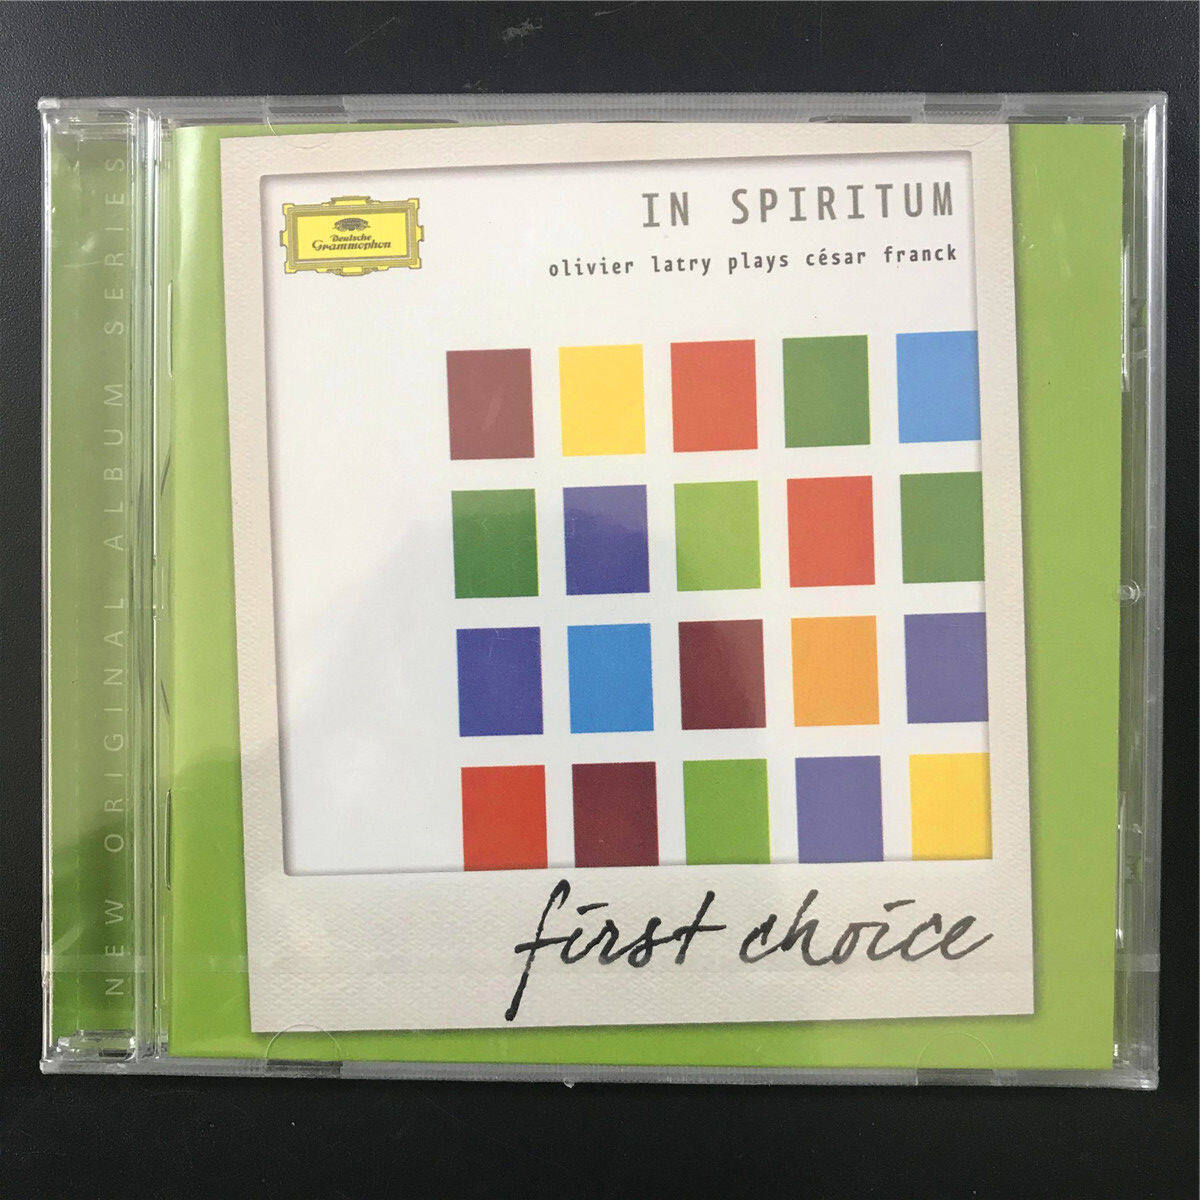 NEW ORIGINAL ALBUM SERIES
Deutsche
Grammophon
IN SPIRITUM
olivier latry plays césar franck
first choice